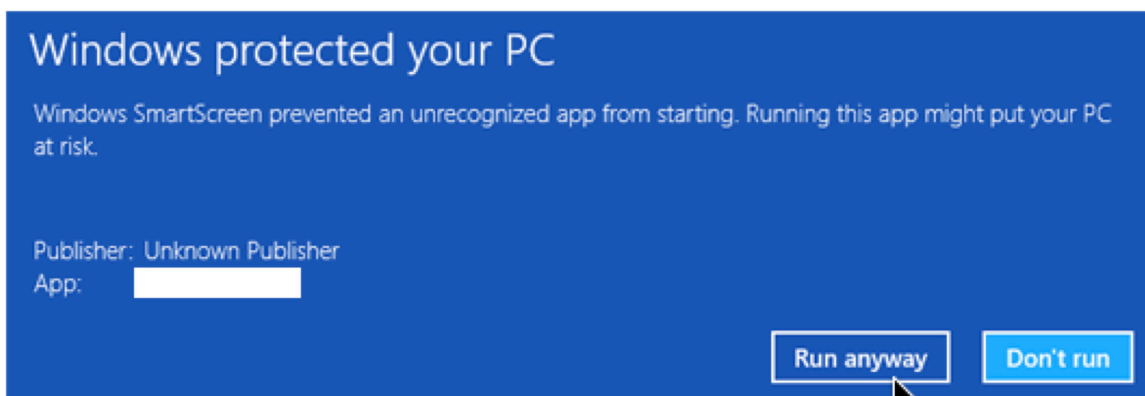 Windows protected your PC
Windows SmartScreen prevented an unrecognized app from starting. Running this app might put your PC
at risk.
Publisher: Unknown Publisher
App:
Run anyway
Don't run